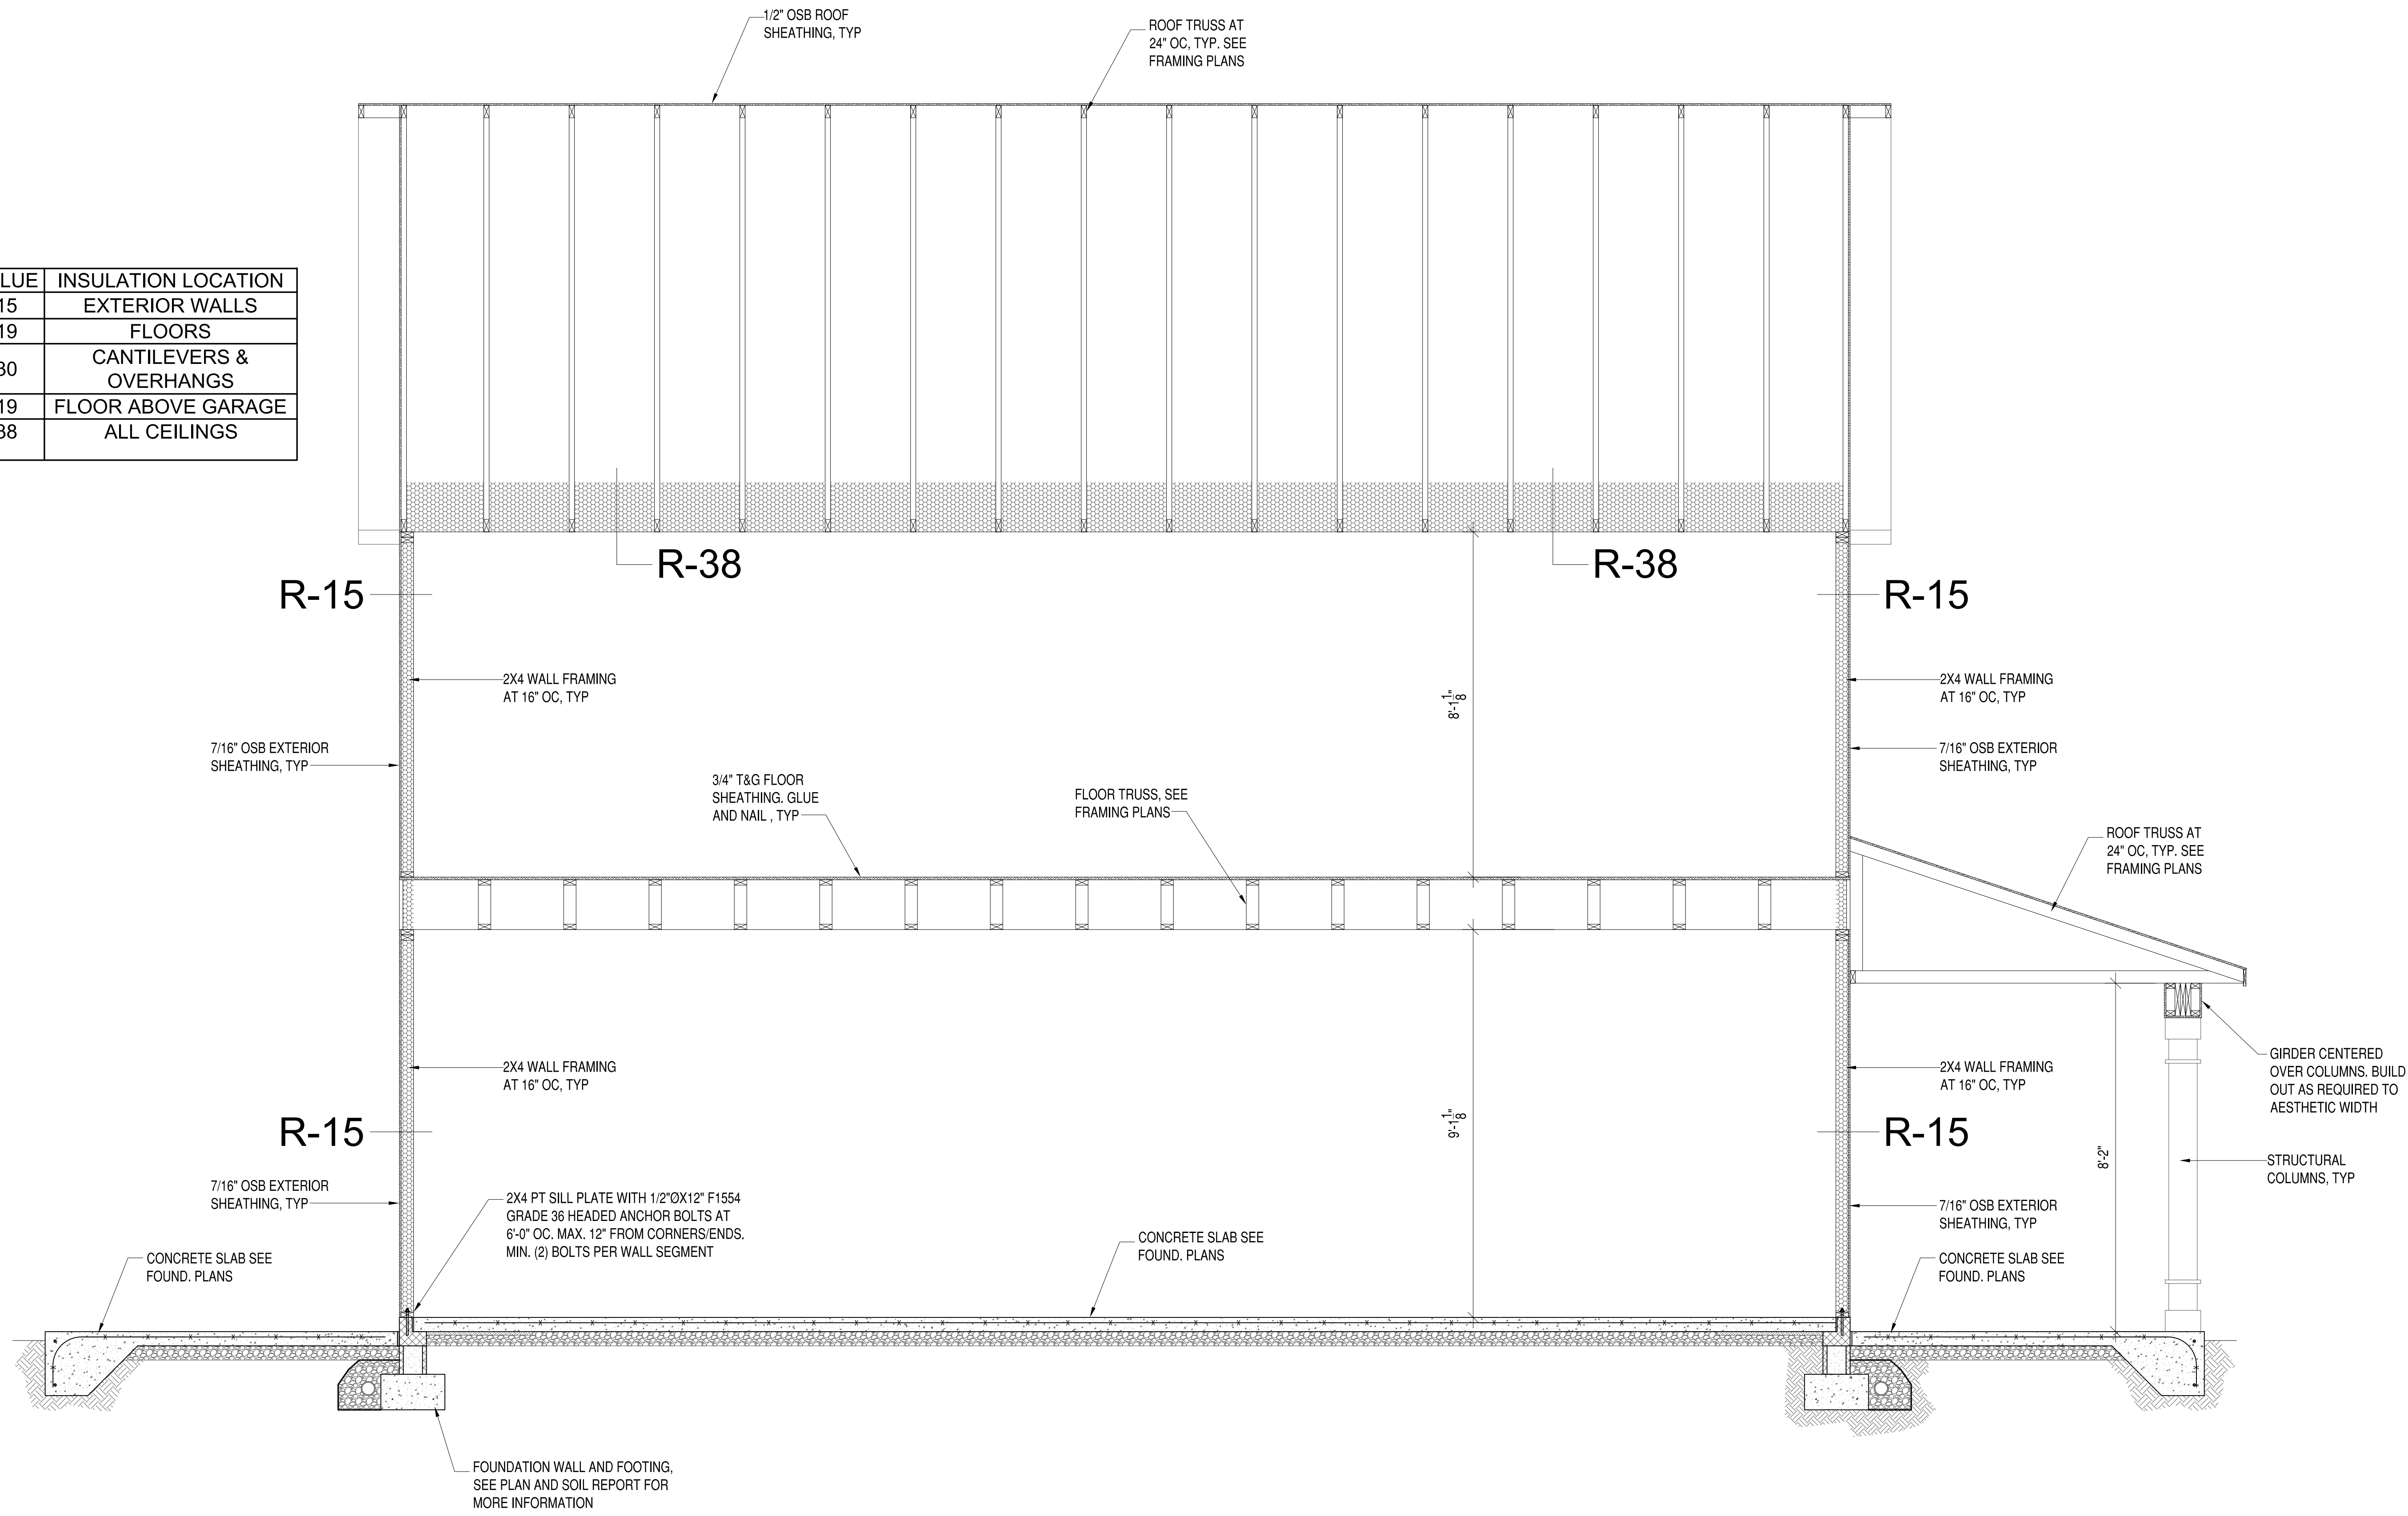 1/2" OSB ROOF
SHEATHING, TYP
ROOF TRUSS AT
24" OC, TYP. SEE
FRAMING PLANS
LUE INSULATION LOCATION
15 EXTERIOR WALLS
19 FLOORS
30 CANTILEVERS &
OVERHANGS
19 FLOOR ABOVE GARAGE
38 ALL CEILINGS
R-38
R-38
R-15
R-15
2X4 WALL FRAMING
AT 16" OC, TYP
8'-1 1/8"
2X4 WALL FRAMING
AT 16" OC, TYP
7/16" OSB EXTERIOR
SHEATHING, TYP
7/16" OSB EXTERIOR
SHEATHING, TYP
3/4" T&G FLOOR
SHEATHING. GLUE
AND NAIL , TYP
FLOOR TRUSS, SEE
FRAMING PLANS
ROOF TRUSS AT
24" OC, TYP. SEE
FRAMING PLANS
2X4 WALL FRAMING
AT 16" OC, TYP
2X4 WALL FRAMING
AT 16" OC, TYP
GIRDER CENTERED
OVER COLUMNS. BUILD
OUT AS REQUIRED TO
AESTHETIC WIDTH
R-15
9'-1 1/8"
R-15
8'-2"
STRUCTURAL
COLUMNS, TYP
7/16" OSB EXTERIOR
SHEATHING, TYP
2X4 PT SILL PLATE WITH 1/2"ØX12" F1554
GRADE 36 HEADED ANCHOR BOLTS AT
6'-0" OC. MAX. 12" FROM CORNERS/ENDS.
MIN. (2) BOLTS PER WALL SEGMENT
7/16" OSB EXTERIOR
SHEATHING, TYP
CONCRETE SLAB SEE
FOUND. PLANS
CONCRETE SLAB SEE
FOUND. PLANS
CONCRETE SLAB SEE
FOUND. PLANS
FOUNDATION WALL AND FOOTING,
SEE PLAN AND SOIL REPORT FOR
MORE INFORMATION